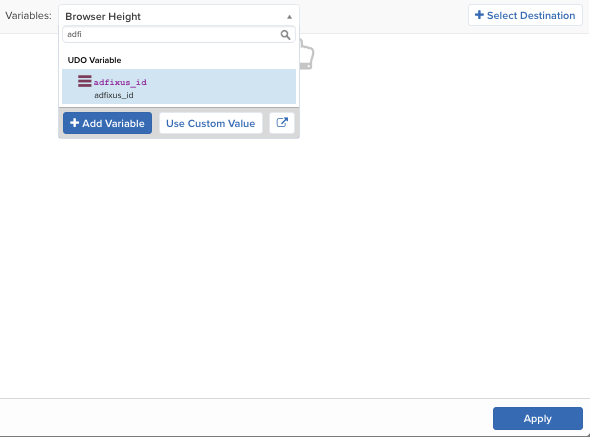 Variables:
Browser Height
+ Select Destination
adfi
UDO Variable
adfixus_id
adfixus_id
+ Add Variable
Use Custom Value
Apply